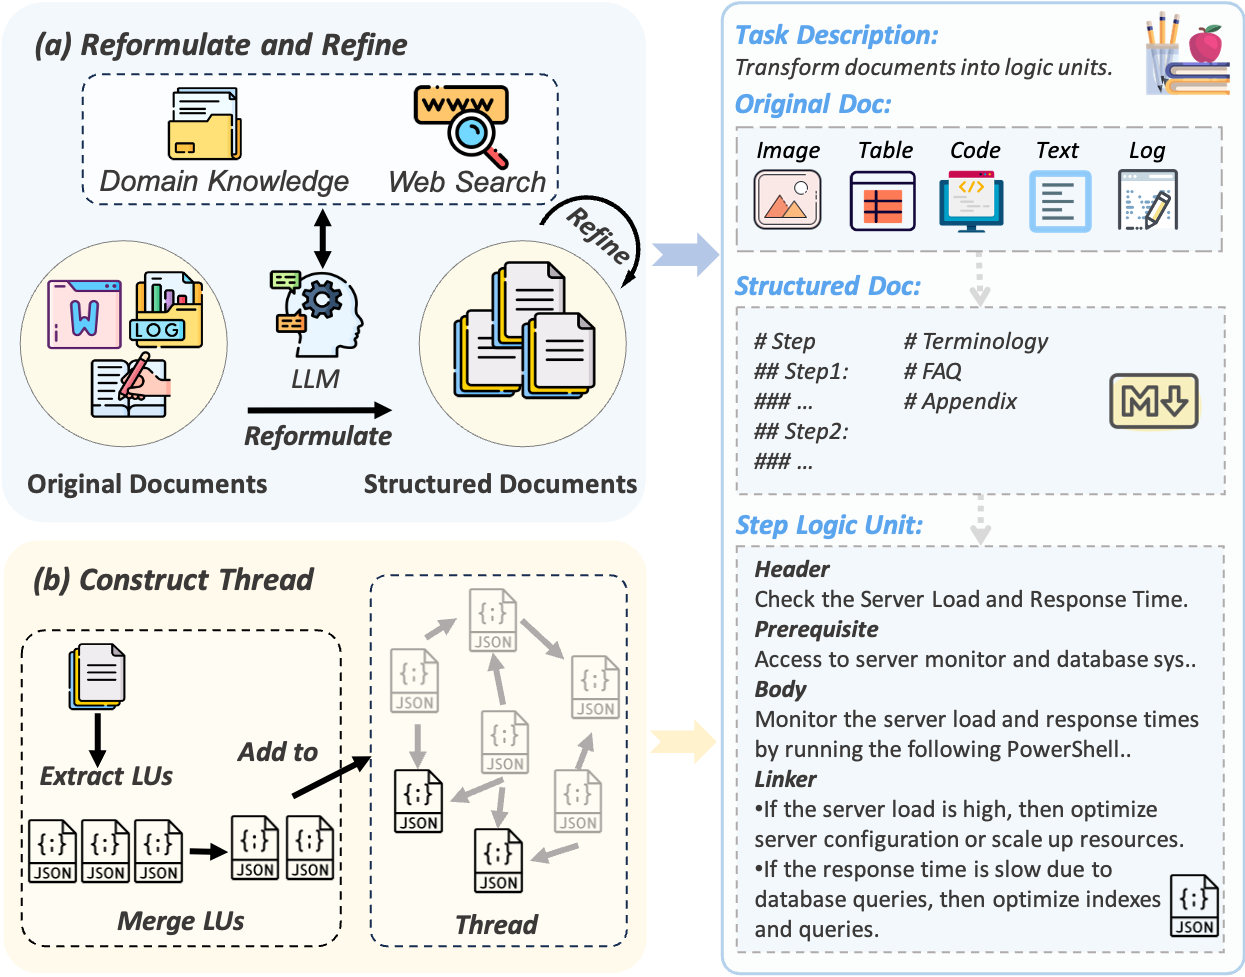 (a) Reformulate and Refine
WWW
Domain Knowledge
Web Search
Refine
W
LOG
LLM
Reformulate
Original Documents
Structured Documents
(b) Construct Thread
Extract LUs
Add to
{;}
JSON
{;}
JSON
{;}
JSON
{;}
JSON
{;}
JSON
Merge LUs
{;}
JSON
{;}
JSON
{;}
JSON
{;}
JSON
{;}
JSON
{;}
JSON
{;}
JSON
Thread
Task Description:
Transform documents into logic units.
Original Doc:
Image Table Code Text Log
</>
Structured Doc:
# Step
## Step1:
### ...
## Step2:
### ...
# Terminology
# FAQ
# Appendix
M
Step Logic Unit:
Header
Check the Server Load and Response Time.
Prerequisite
Access to server monitor and database sys..
Body
Monitor the server load and response times
by running the following PowerShell..
Linker
•If the server load is high, then optimize
server configuration or scale up resources.
•If the response time is slow due to
database queries, then optimize indexes
and queries.
{;}
JSON